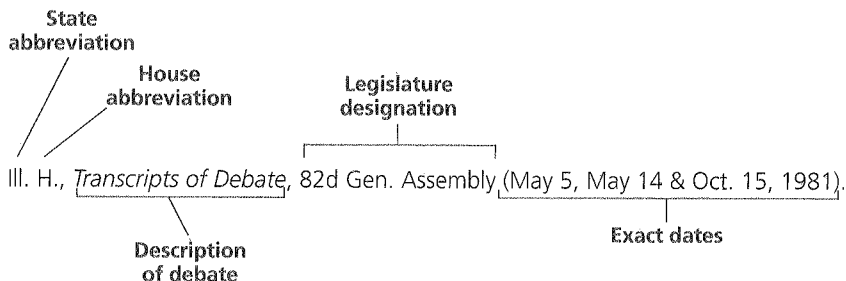 State
abbreviation
House
abbreviation
Legislature
designation
Ill. H., Transcripts of Debate, 82d Gen. Assembly (May 5, May 14 & Oct. 15, 1981).
Description
of debate
Exact dates